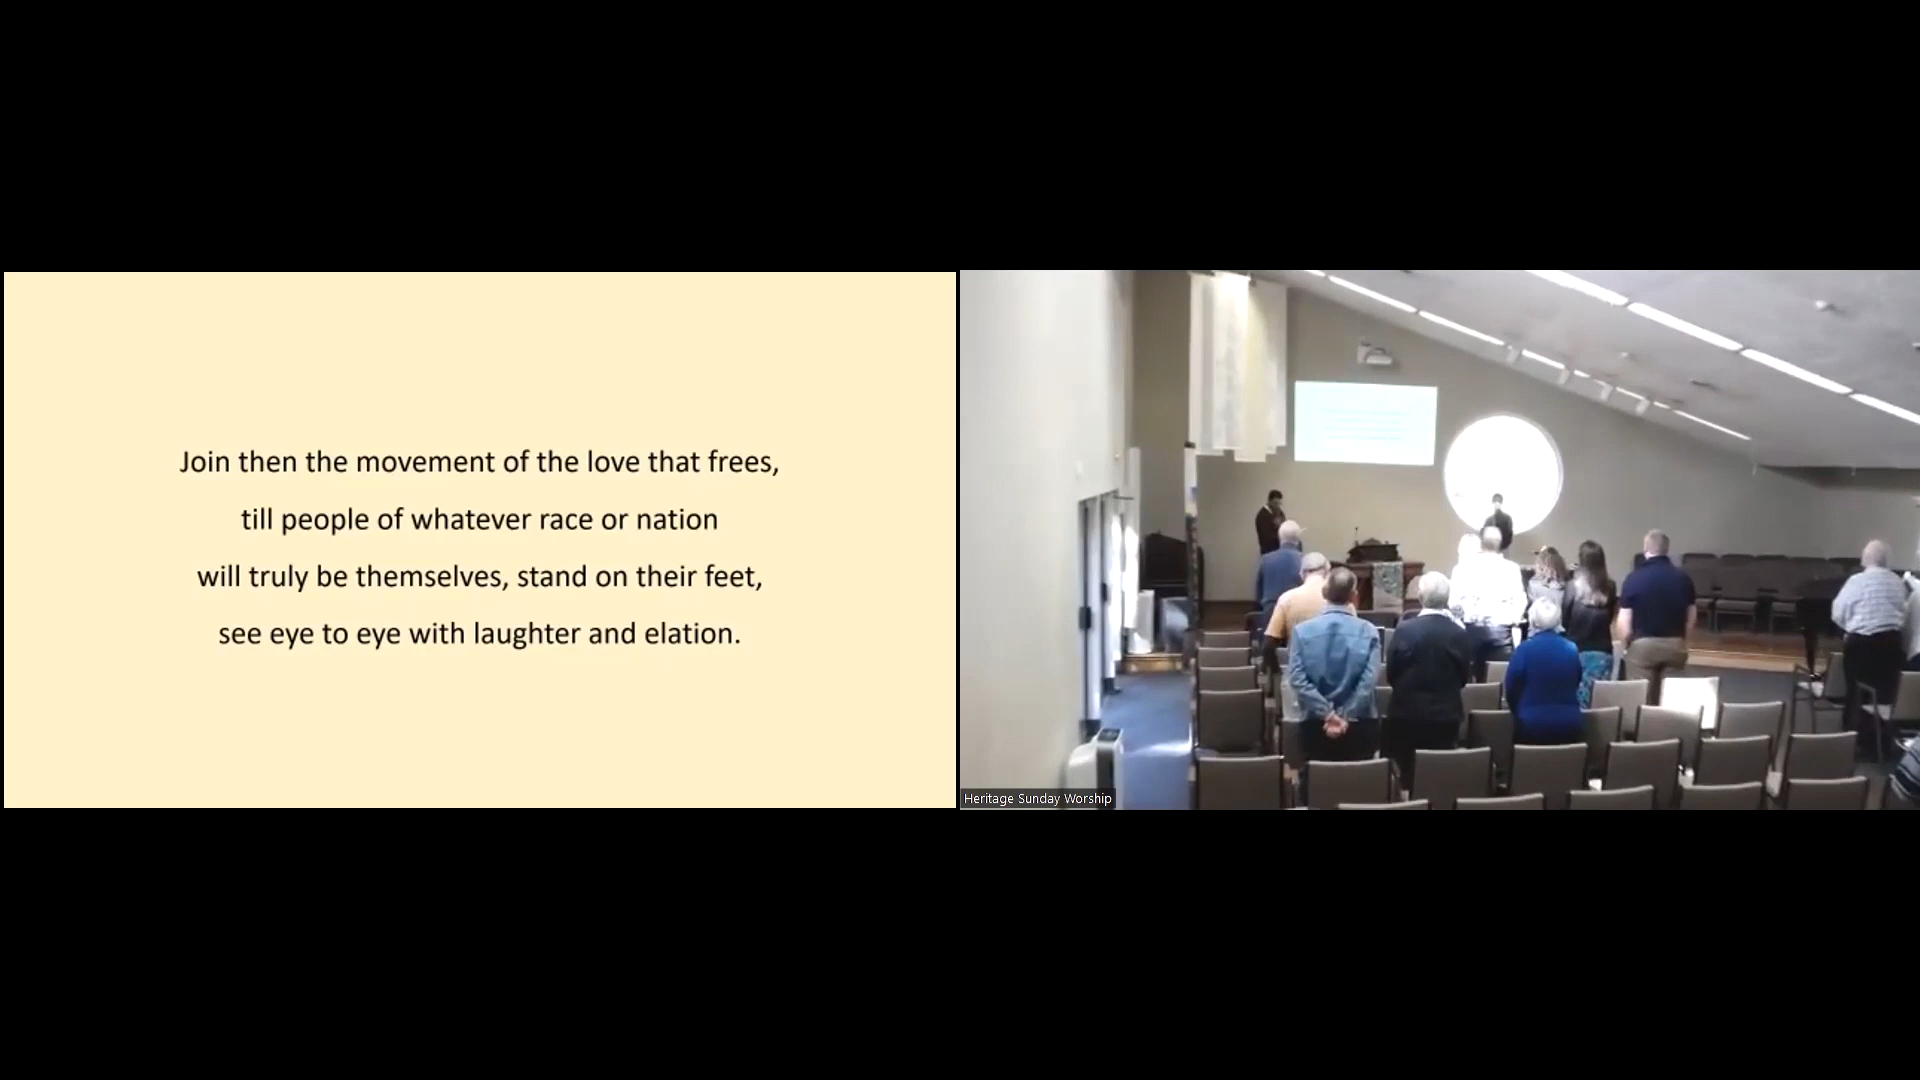 Join then the movement of the love that frees,
till people of whatever race or nation
will truly be themselves, stand on their feet,
see eye to eye with laughter and elation.
Heritage Sunday Worship